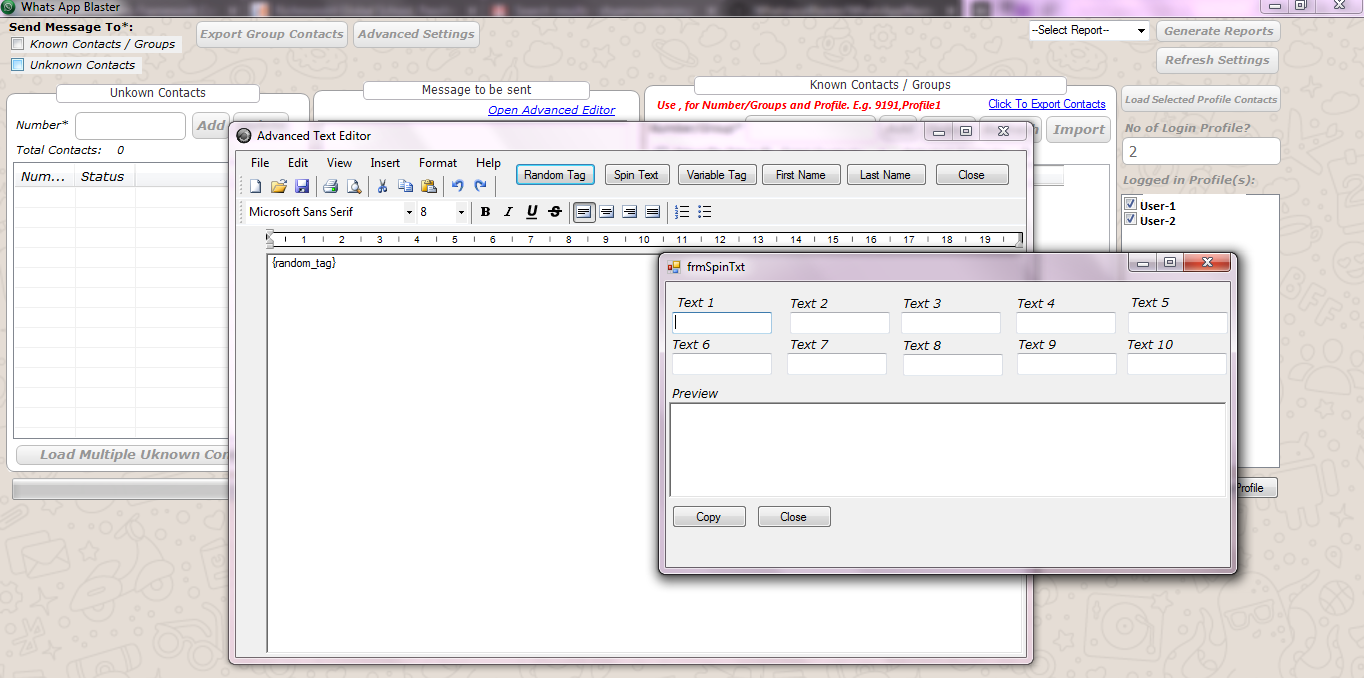 Whats App Blaster
Send Message To*:
Known Contacts / Groups
Unknown Contacts
Export Group Contacts
Advanced Settings
--Select Report--
Generate Reports
Refresh Settings
Unkown Contacts
Number*
Add
Total Contacts: 0
Num... Status
Load Multiple Uknown Con
Message to be sent
Open Advanced Editor
Known Contacts / Groups
Use , for Number/Groups and Profile. E.g. 9191,Profile1
Click To Export Contacts
Import
Load Selected Profile Contacts
No of Login Profile?
2
Logged in Profile(s):
User-1
User-2
Profile
Advanced Text Editor
File Edit View Insert Format Help
Random Tag Spin Text Variable Tag First Name Last Name Close
Microsoft Sans Serif 8 B I U S
1 2 3 4 5 6 7 8 9 10 11 12 13 14 15 16 17 18 19
{random_tag}
frmSpinTxt
Text 1 Text 2 Text 3 Text 4 Text 5
Text 6 Text 7 Text 8 Text 9 Text 10
Preview
Copy Close